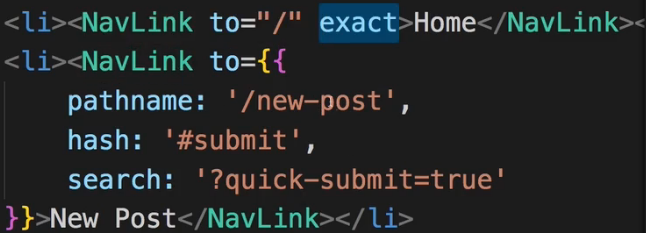 <li><NavLink to="/" exact>Home</NavLink><
<li><NavLink to={{
pathname: '/new-post',
hash: '#submit',
search: '?quick-submit=true'
}}>New Post</NavLink></li>